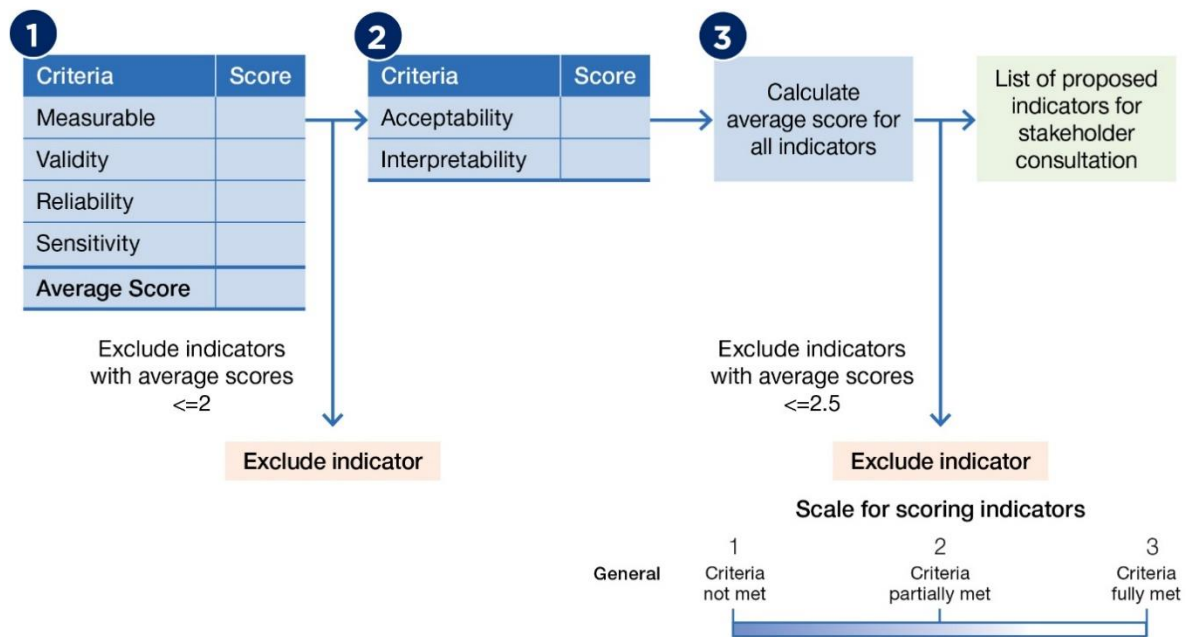 1
Criteria Score
Measurable
Validity
Reliability
Sensitivity
Average Score
Exclude indicators
with average scores
<=2
Exclude indicator
2
Criteria Score
Acceptability
Interpretability
3
Calculate
average score for
all indicators
Exclude indicators
with average scores
<=2.5
Exclude indicator
List of proposed
indicators for
stakeholder
consultation
Scale for scoring indicators
1 2 3
General Criteria Criteria Criteria
not met partially met fully met